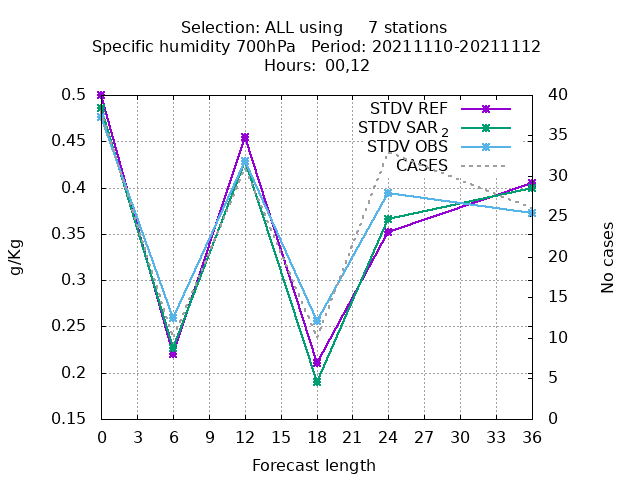 Selection: ALL using 7 stations
Specific humidity 700hPa Period: 20211110-20211112
Hours: 00,12
0.5
0.45
0.4
0.35
0.3
0.25
0.2
0.15
g/Kg
STDV REF
STDV SAR2
STDV OBS
CASES
40
35
30
25
20
15
10
5
0
No cases
0 3 6 9 12 15 18 21 24 27 30 33 36
Forecast length